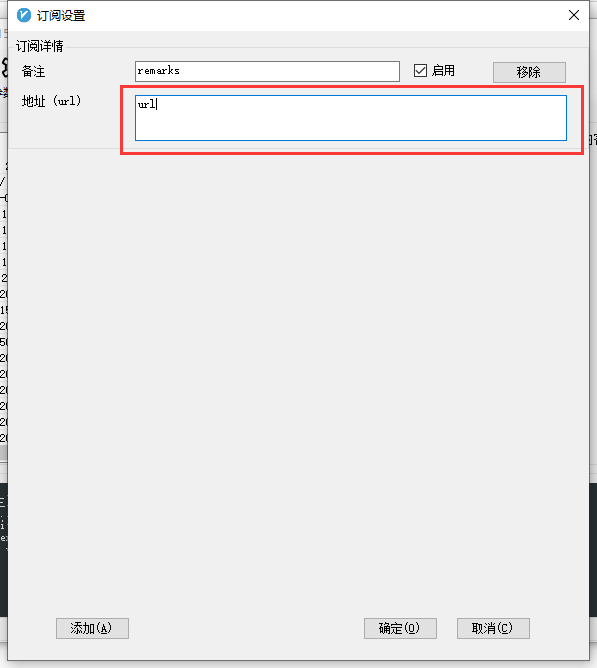 订阅设置
订阅详情
备注
remarks
启用
移除
地址 (url)
url
添加(A)
确定(O)
取消(C)